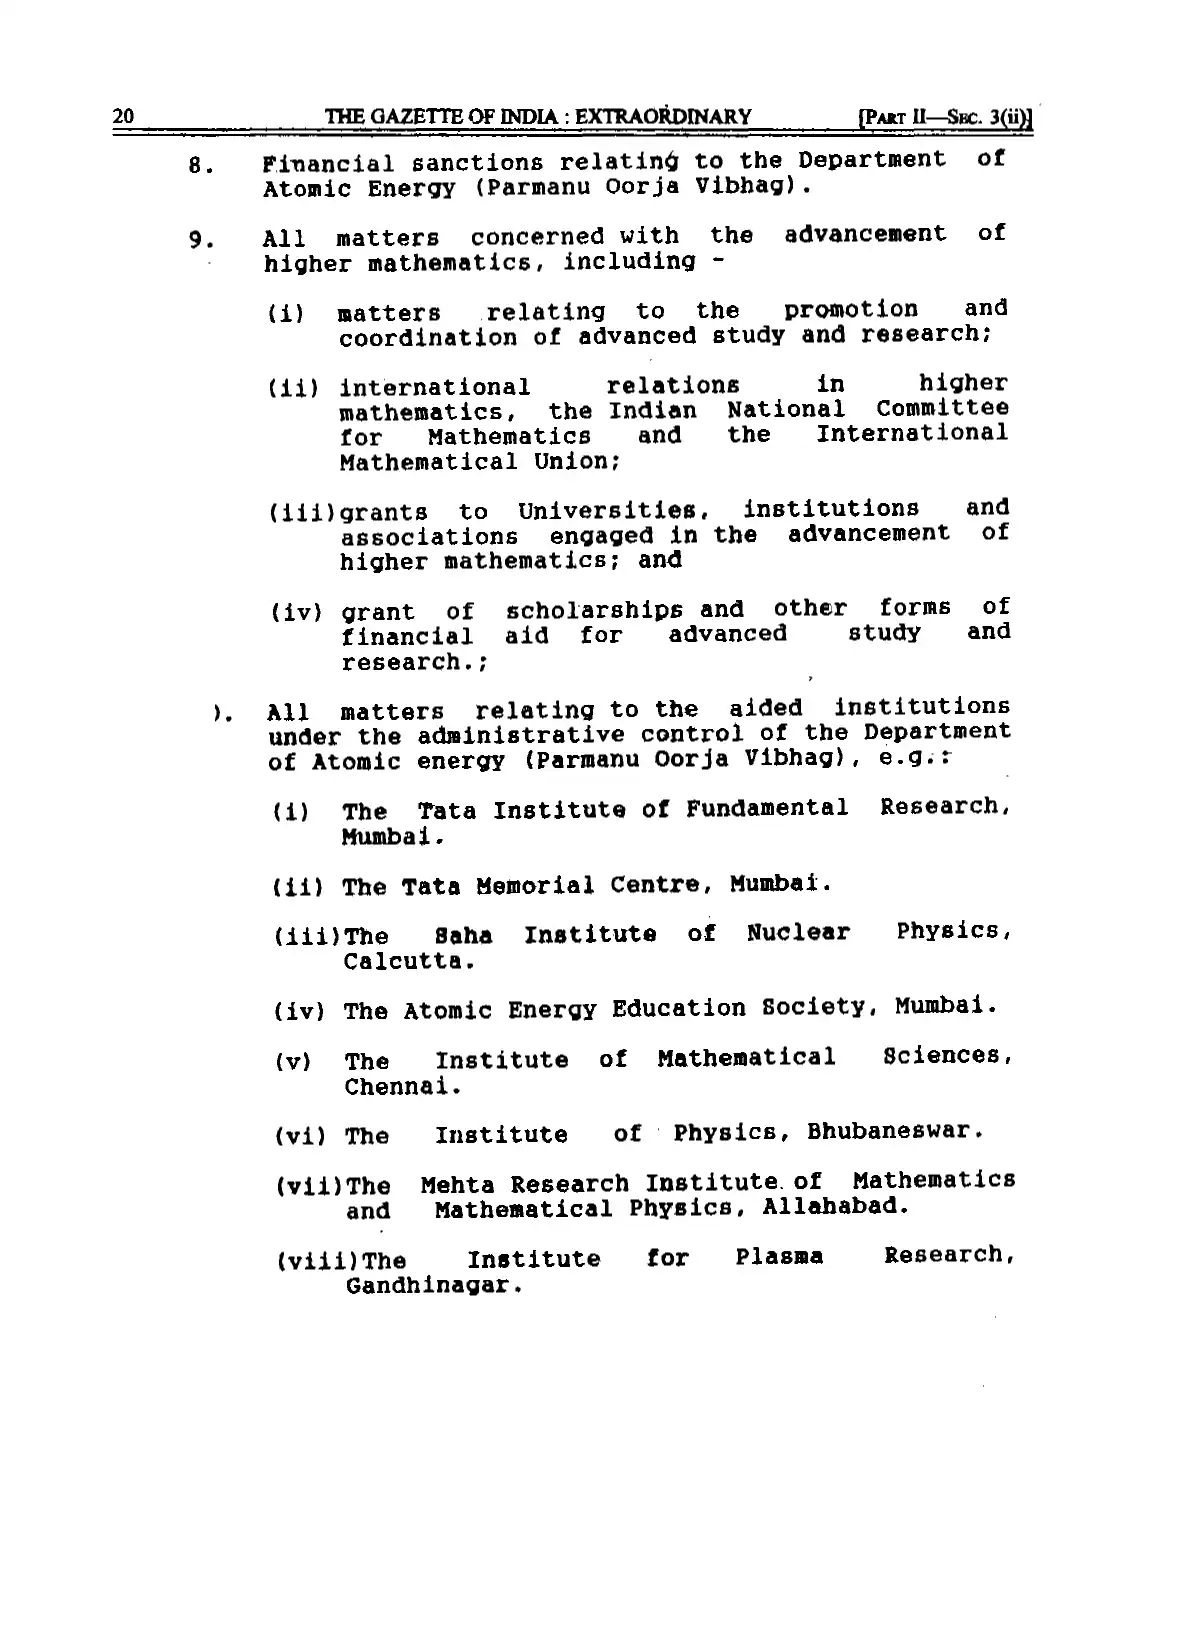 20 THE GAZETTE OF INDIA : EXTRAORDINARY [PART II—SEC. 3(ii)]
8. Financial sanctions relating to the Department of
Atomic Energy (Parmanu Oorja Vibhag).
9. All matters concerned with the advancement of
higher mathematics, including -
(i) matters relating to the promotion and
coordination of advanced study and research;
(ii) international relations in higher
mathematics, the Indian National Committee
for Mathematics and the International
Mathematical Union;
(iii)grants to Universities, institutions and
associations engaged in the advancement of
higher mathematics; and
(iv) grant of scholarships and other forms of
financial aid for advanced study and
research.;
). All matters relating to the aided institutions
under the administrative control of the Department
of Atomic energy (Parmanu Oorja Vibhag), e.g.:
(i) The Tata Institute of Fundamental Research,
Mumbai.
(ii) The Tata Memorial Centre, Mumbai.
(iii)The Saha Institute of Nuclear Physics,
Calcutta.
(iv) The Atomic Energy Education Society, Mumbai.
(v) The Institute of Mathematical Sciences,
Chennai.
(vi) The Institute of Physics, Bhubaneswar.
(vii)The Mehta Research Institute of Mathematics
and Mathematical Physics, Allahabad.
(viii)The Institute for Plasma Research,
Gandhinagar.